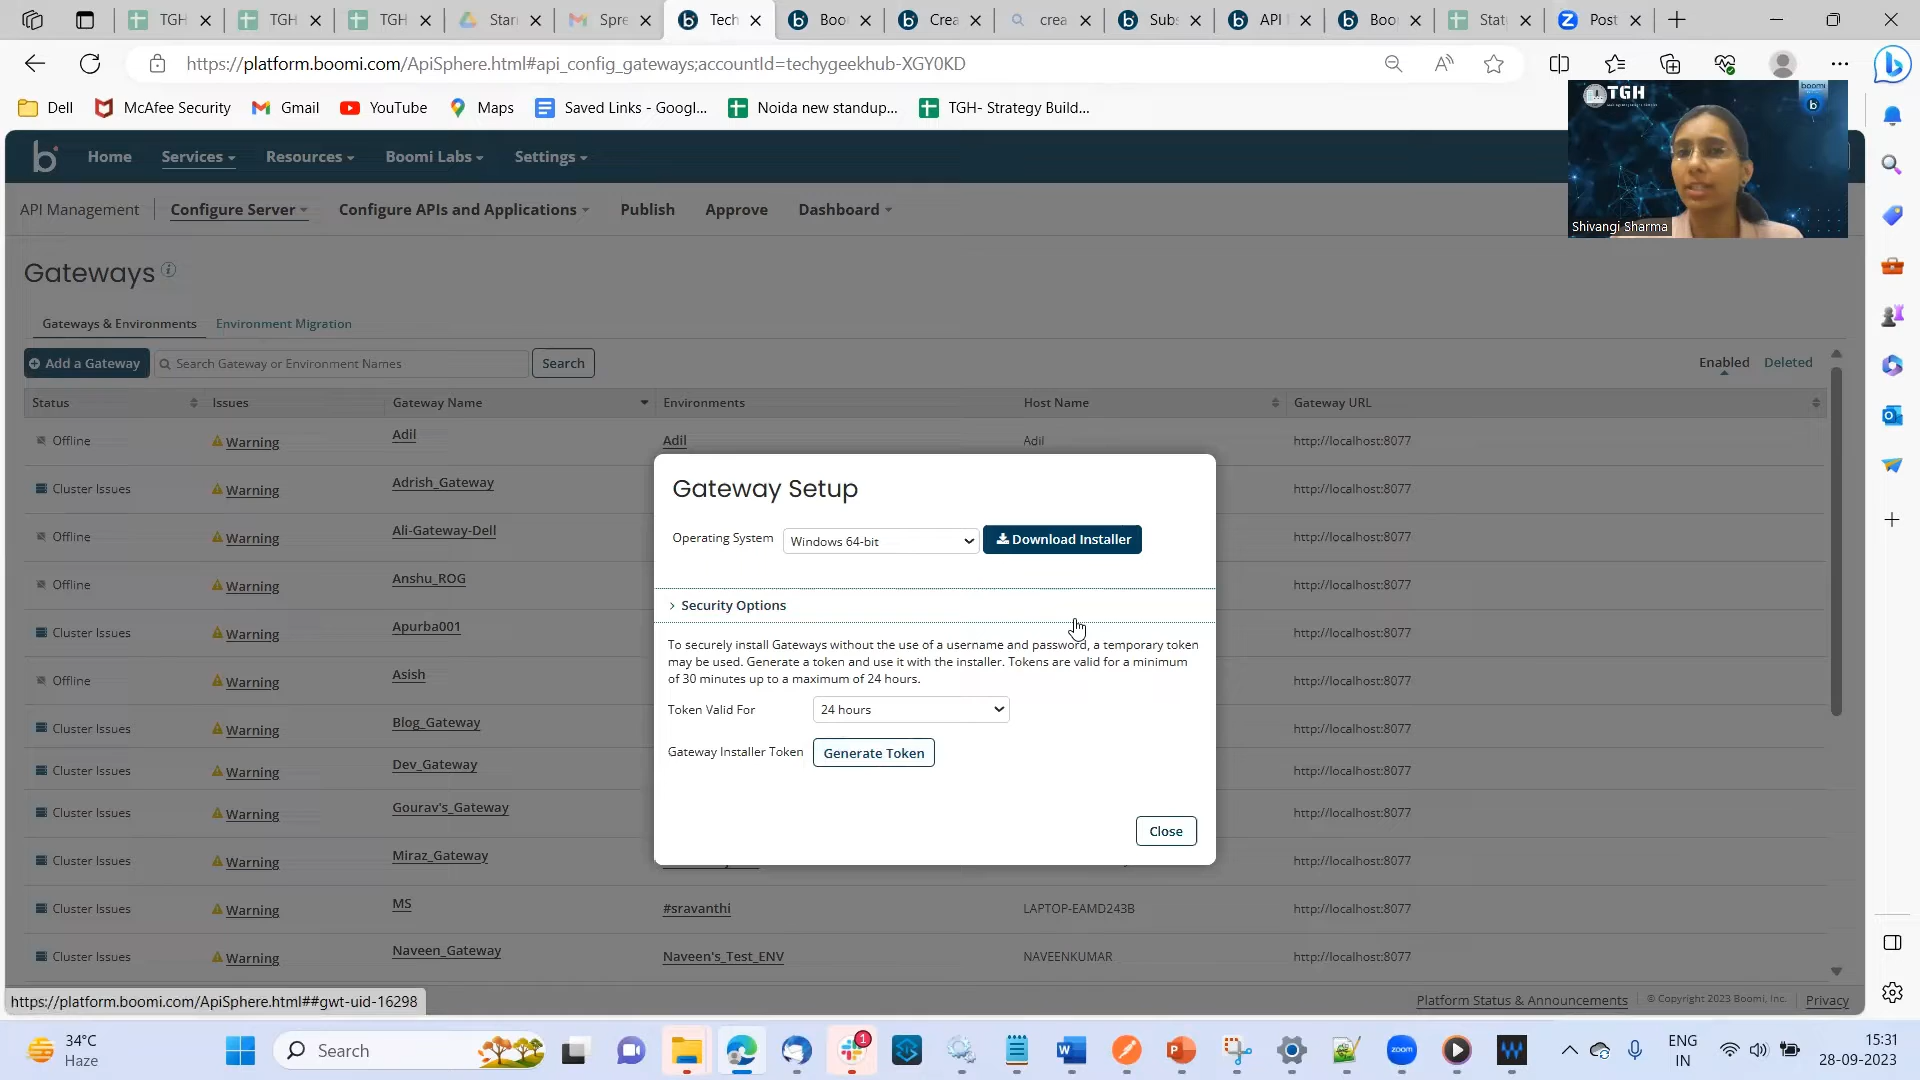 TGH
TGH
TGH
Star
Spre
Tech
Boo
Crea
crea
Subs
API
Boo
Stat
Post
https://platform.boomi.com/ApiSphere.html#api_config_gateways;accountId=techygeekhub-XGY0KD
Dell
McAfee Security
Gmail
YouTube
Maps
Saved Links - Googl...
Noida new standup...
TGH- Strategy Build...
TGH
boomi
b
Shivangi Sharma
b
Home
Services
Resources
Boomi Labs
Settings
API Management
Configure Server
Configure APIs and Applications
Publish
Approve
Dashboard
Gateways
Gateways & Environments
Environment Migration
Add a Gateway
Search Gateway or Environment Names
Search
Enabled
Deleted
Status
Issues
Gateway Name
Environments
Host Name
Gateway URL
Offline Warning Adil Adil Adil http://localhost:8077
Cluster Issues Warning Adrish_Gateway http://localhost:8077
Offline Warning Ali-Gateway-Dell http://localhost:8077
Offline Warning Anshu_ROG http://localhost:8077
Cluster Issues Warning Apurba001 http://localhost:8077
Offline Warning Asish http://localhost:8077
Cluster Issues Warning Blog_Gateway http://localhost:8077
Cluster Issues Warning Dev_Gateway http://localhost:8077
Cluster Issues Warning Gourav's_Gateway http://localhost:8077
Cluster Issues Warning Miraz_Gateway http://localhost:8077
Cluster Issues Warning MS #sravanthi LAPTOP-EAMD243B http://localhost:8077
Cluster Issues Warning Naveen_Gateway Naveen's_Test_ENV NAVEENKUMAR http://localhost:8077
Gateway Setup
Operating System
Windows 64-bit
Download Installer
Security Options
To securely install Gateways without the use of a username and password, a temporary token
may be used. Generate a token and use it with the installer. Tokens are valid for a minimum
of 30 minutes up to a maximum of 24 hours.
Token Valid For
24 hours
Gateway Installer Token
Generate Token
Close
https://platform.boomi.com/ApiSphere.html##gwt-uid-16298
Platform Status & Announcements
© Copyright 2023 Boomi, Inc.
Privacy
34°C
Haze
Search
1
zoom
ENG
IN
15:31
28-09-2023